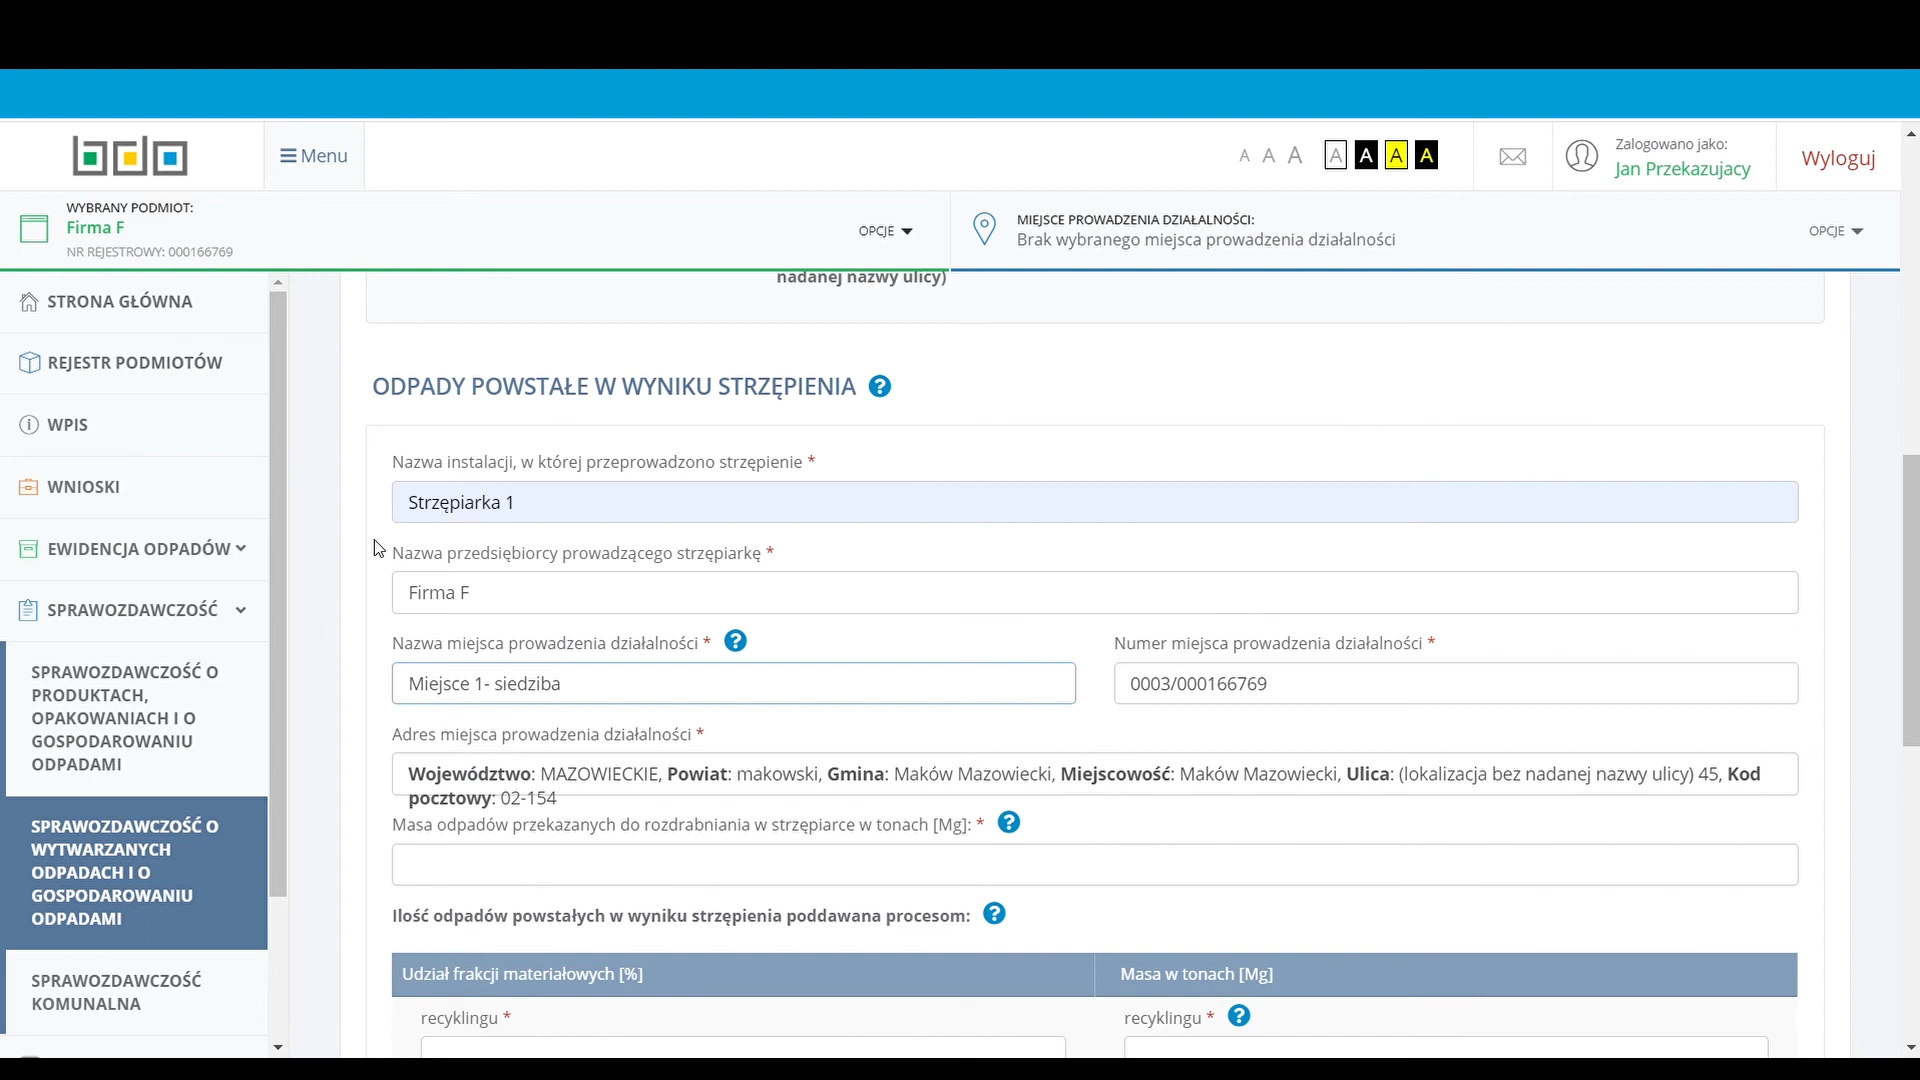 bdo
Menu
A A A A A A A
Zalogowano jako:
Jan Przekazujacy
Wyloguj
WYBRANY PODMIOT:
Firma F
NR REJESTROWY: 000166769
OPCJE
MIEJSCE PROWADZENIA DZIAŁALNOŚCI:
Brak wybranego miejsca prowadzenia działalności
OPCJE
STRONA GŁÓWNA
REJESTR PODMIOTÓW
WPIS
WNIOSKI
EWIDENCJA ODPADÓW
SPRAWOZDAWCZOŚĆ
SPRAWOZDAWCZOŚĆ O
PRODUKTACH,
OPAKOWANIACH I O
GOSPODAROWANIU
ODPADAMI
SPRAWOZDAWCZOŚĆ O
WYTWARZANYCH
ODPADACH I O
GOSPODAROWANIU
ODPADAMI
SPRAWOZDAWCZOŚĆ
KOMUNALNA
nadanej nazwy ulicy)
ODPADY POWSTAŁE W WYNIKU STRZĘPIENIA ?
Nazwa instalacji, w której przeprowadzono strzępienie *
Strzępiarka 1
Nazwa przedsiębiorcy prowadzącego strzępiarkę *
Firma F
Nazwa miejsca prowadzenia działalności * ?
Numer miejsca prowadzenia działalności *
Miejsce 1- siedziba
0003/000166769
Adres miejsca prowadzenia działalności *
Województwo: MAZOWIECKIE, Powiat: makowski, Gmina: Maków Mazowiecki, Miejscowość: Maków Mazowiecki, Ulica: (lokalizacja bez nadanej nazwy ulicy) 45, Kod
pocztowy: 02-154
Masa odpadów przekazanych do rozdrabniania w strzępiarce w tonach [Mg]: * ?
Ilość odpadów powstałych w wyniku strzępienia poddawana procesom: ?
Udział frakcji materiałowych [%]
Masa w tonach [Mg]
recyklingu *
recyklingu * ?